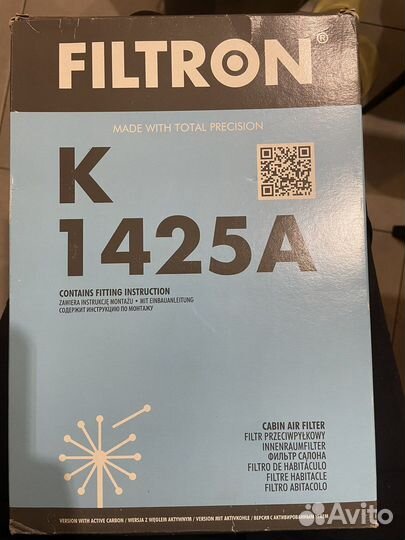 FILTRON®
MADE WITH TOTAL PRECISION
K
1425A
CONTAINS FITTING INSTRUCTION
ZAWIERA INSTRUKCJĘ MONTAŻU • MIT EINBAUANLEITUNG
СОДЕРЖИТ ИНСТРУКЦИЮ ПО МОНТАЖУ
CABIN AIR FILTER
FILTR PRZECIWPYŁKOWY
INNENRAUMFILTER
ФИЛЬТР САЛОНА
FILTRO DE HABITÁCULO
FILTRE HABITACLE
FILTRO ABITACOLO
VERSION WITH ACTIVE CARBON / WERSJA Z WĘGLEM AKTYWNYM / VERSION MIT AKTIVKOHLE / ВЕРСИЯ С АКТИВИРОВАННЫМ УГЛЕМ
Avito